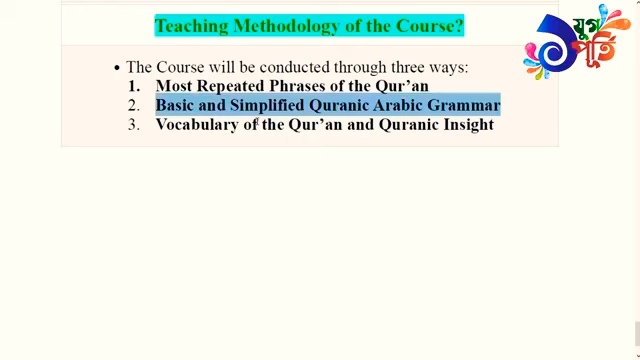 Teaching Methodology of the Course?
যুগ
পূর্তি
• The Course will be conducted through three ways:
1. Most Repeated Phrases of the Qur’an
2. Basic and Simplified Quranic Arabic Grammar
3. Vocabulary of the Qur’an and Quranic Insight